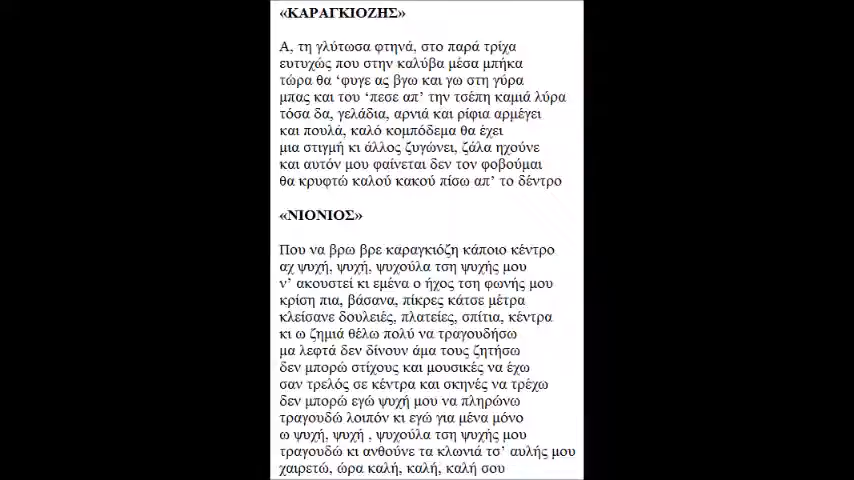 «ΚΑΡΑΓΚΙΟΖΗΣ»
Α, τη γλύτωσα φτηνά, στο παρά τρίχα
ευτυχώς που στην καλύβα μέσα μπήκα
τώρα θα ‘φυγε ας βγω και γω στη γύρα
μπας και του ‘πεσε απ’ την τσέπη καμιά λύρα
τόσα δα, γελάδια, αρνιά και ρίφια αρμέγει
και πουλά, καλό κομπόδεμα θα έχει
μια στιγμή κι άλλος ζυγώνει, ζάλα ηχούνε
και αυτόν μου φαίνεται δεν τον φοβούμαι
θα κρυφτώ καλού κακού πίσω απ’ το δέντρο
«ΝΙΟΝΙΟΣ»
Που να βρω βρε καραγκιόζη κάποιο κέντρο
αχ ψυχή, ψυχή, ψυχούλα τση ψυχής μου
ν’ ακουστεί κι εμένα ο ήχος τση φωνής μου
κρίση πια, βάσανα, πίκρες κάτσε μέτρα
κλείσανε δουλειές, πλατείες, σπίτια, κέντρα
κι ω ζημιά θέλω πολύ να τραγουδήσω
μα λεφτά δεν δίνουν άμα τους ζητήσω
δεν μπορώ στίχους και μουσικές να έχω
σαν τρελός σε κέντρα και σκηνές να τρέχω
δεν μπορώ εγώ ψυχή μου να πληρώνω
τραγουδώ λοιπόν κι εγώ για μένα μόνο
ω ψυχή, ψυχή , ψυχούλα τση ψυχής μου
τραγουδώ κι ανθούνε τα κλωνιά τσ’ αυλής μου
χαιρετώ, ώρα καλή, καλή, καλή σου